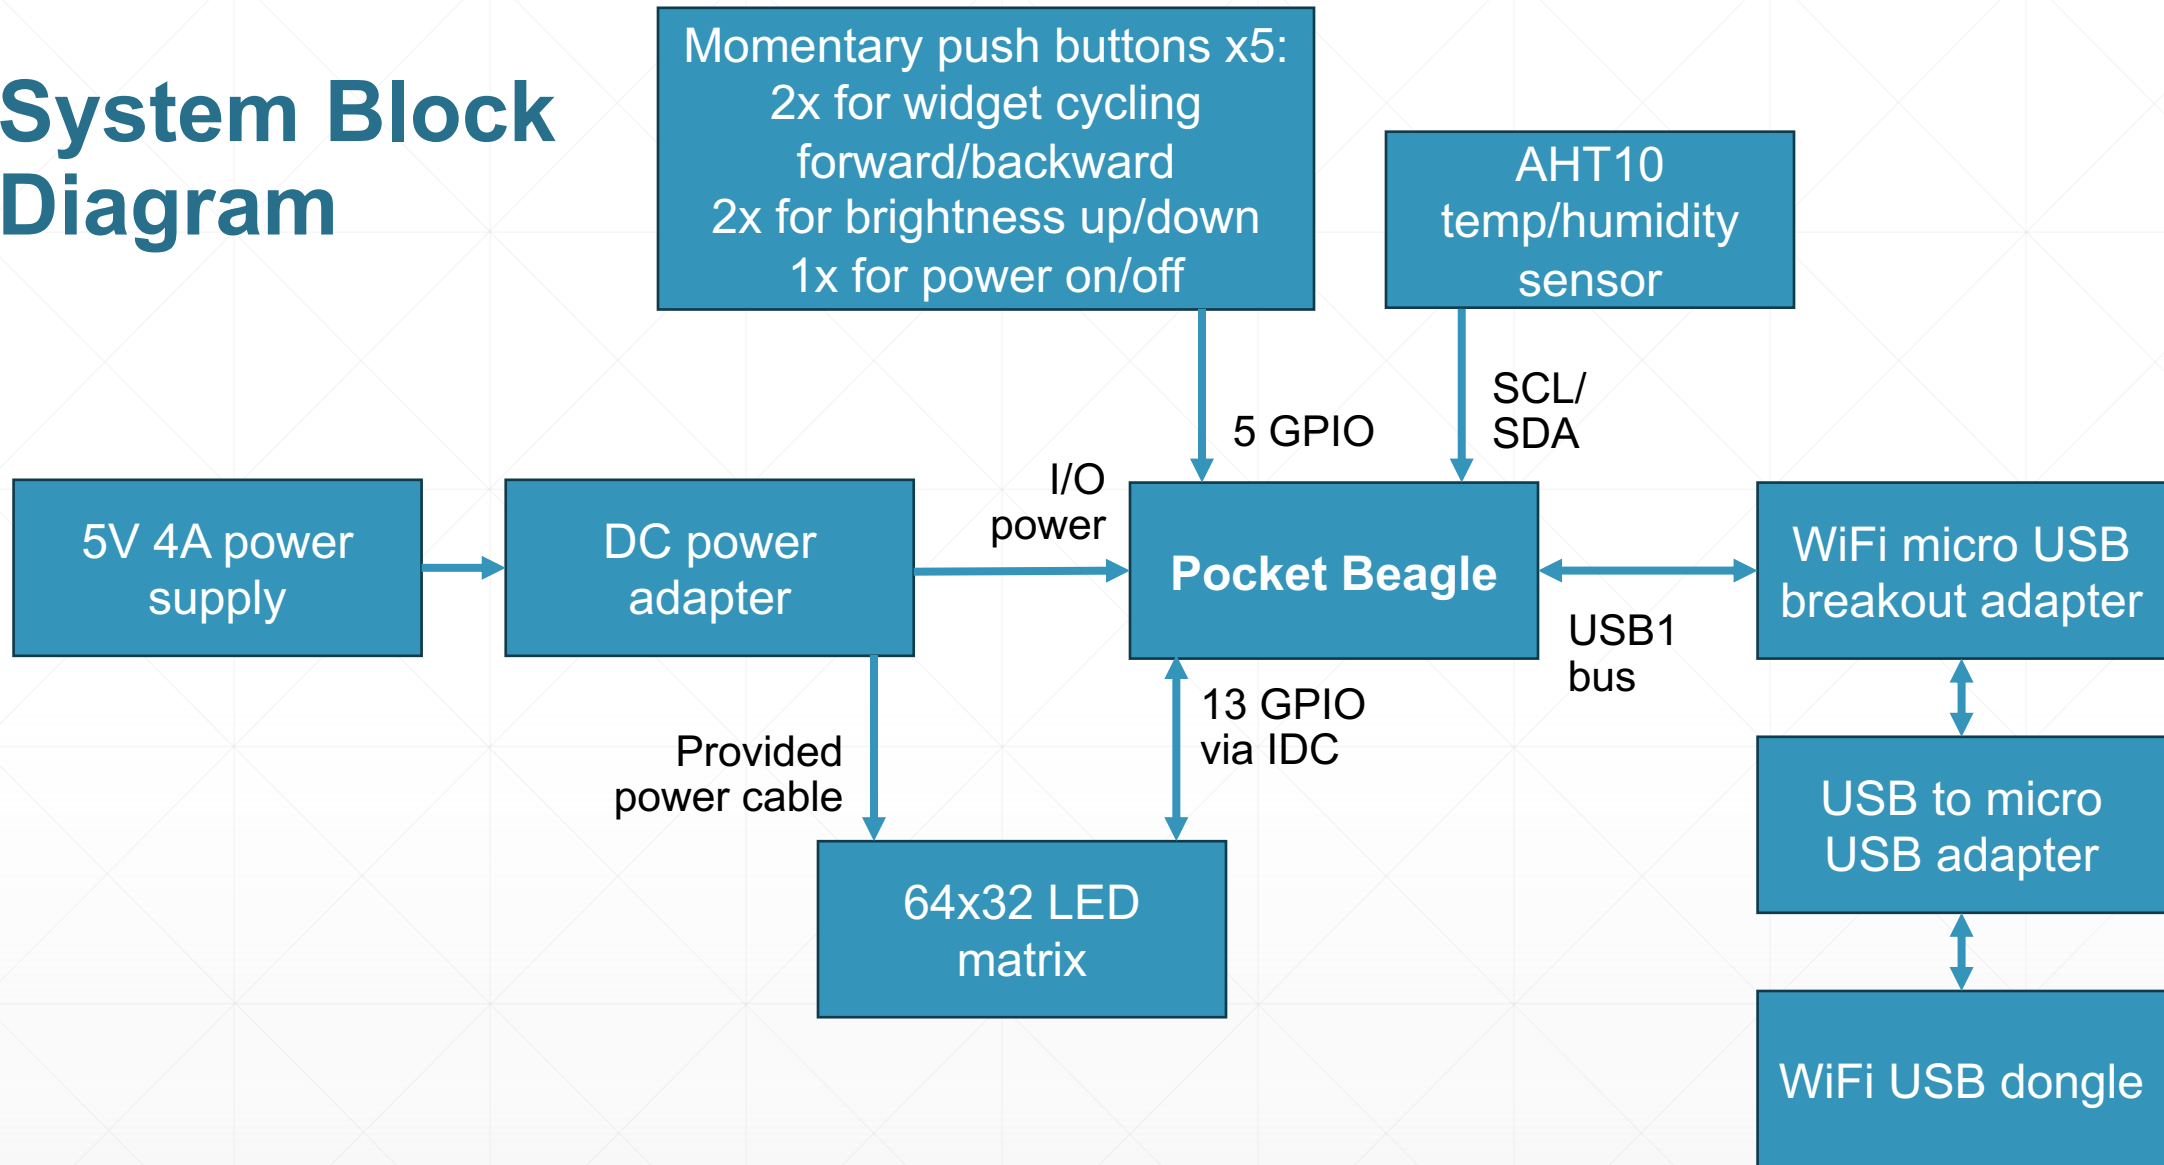 System Block
Diagram
Momentary push buttons x5:
2x for widget cycling
forward/backward
2x for brightness up/down
1x for power on/off
AHT10
temp/humidity
sensor
5 GPIO
SCL/
SDA
5V 4A power
supply
DC power
adapter
I/O
power
Pocket Beagle
USB1
bus
WiFi micro USB
breakout adapter
Provided
power cable
13 GPIO
via IDC
USB to micro
USB adapter
64x32 LED
matrix
WiFi USB dongle